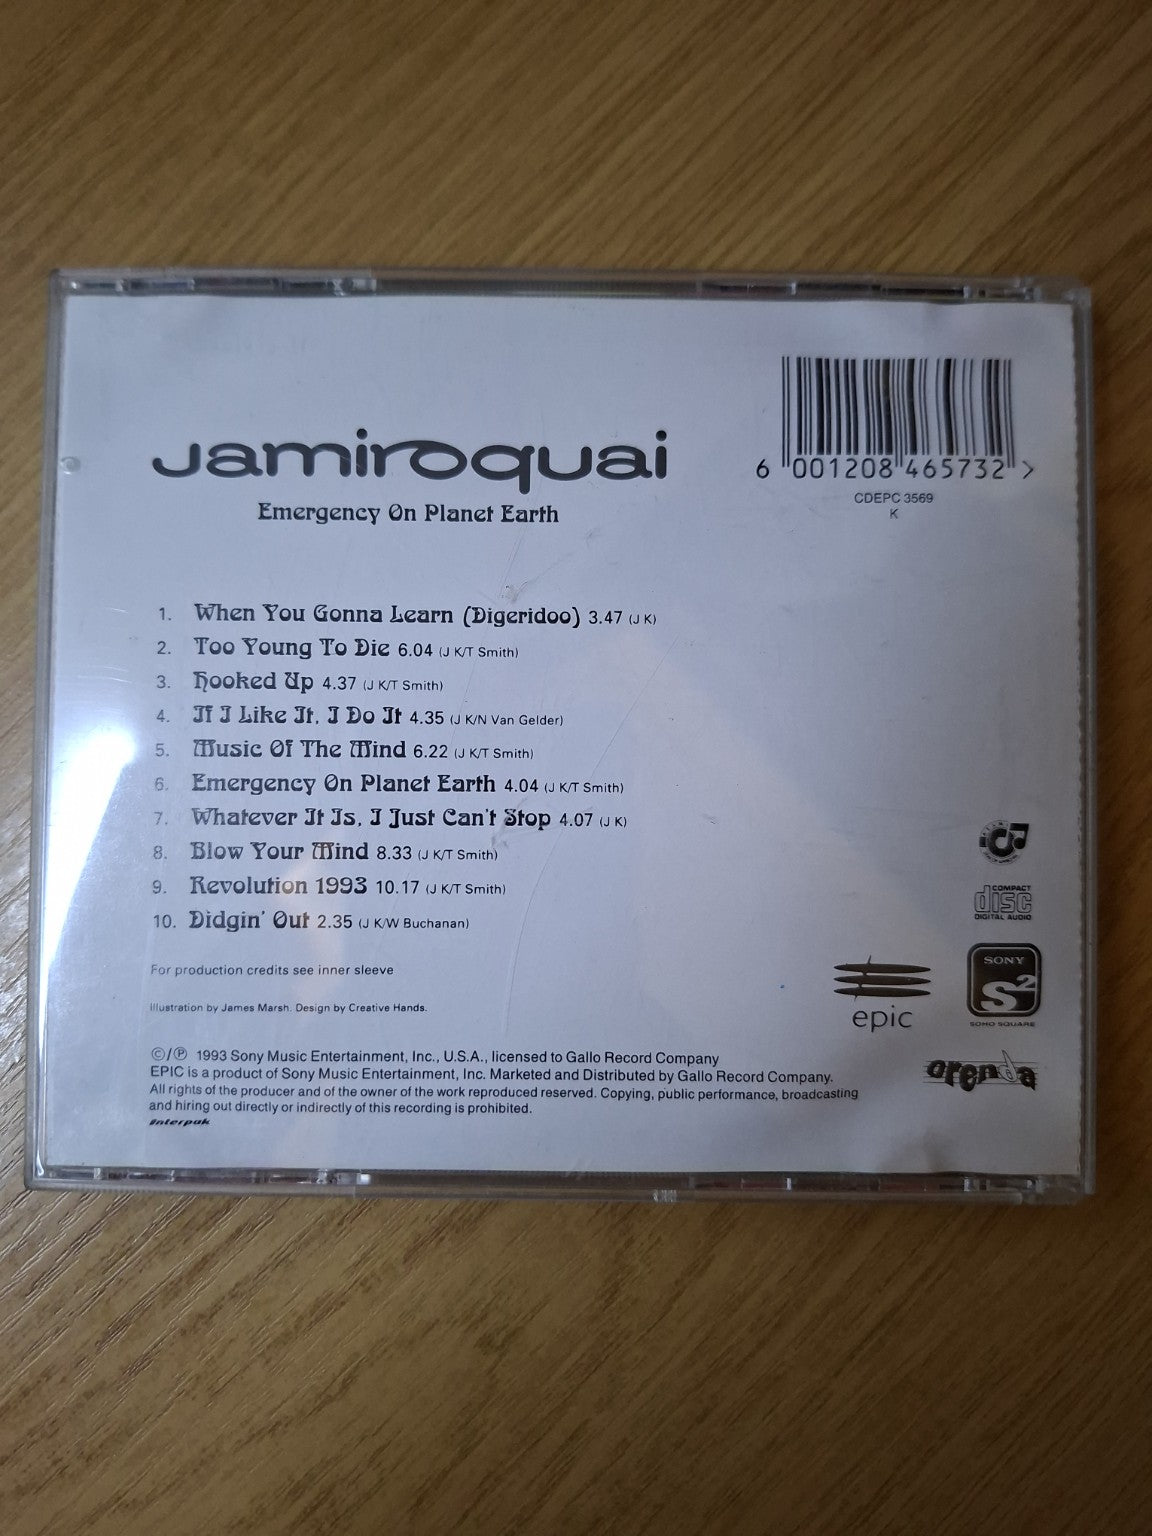 Jamiroquai
Emergency On Planet Earth
6 001208 465732 >
CDEPC 3569
K
1. When You Gonna Learn (Digeridoo) 3.47 (J K)
2. Too Young To Die 6.04 (J K/T Smith)
3. Hooked Up 4.37 (J K/T Smith)
4. If I Like It, I Do It 4.35 (J K/N Van Gelder)
5. Music Of The Mind 6.22 (J K/T Smith)
6. Emergency On Planet Earth 4.04 (J K/T Smith)
7. Whatever It Is, I Just Can't Stop 4.07 (J K)
8. Blow Your Mind 8.33 (J K/T Smith)
9. Revolution 1993 10.17 (J K/T Smith)
10. Didgin' Out 2.35 (J K/W Buchanan)
For production credits see inner sleeve
Illustration by James Marsh. Design by Creative Hands.
COMPACT
disc
DIGITAL AUDIO
epic
SONY
S2
SOHO SQUARE
orenda
©/℗ 1993 Sony Music Entertainment, Inc., U.S.A., licensed to Gallo Record Company
EPIC is a product of Sony Music Entertainment, Inc. Marketed and Distributed by Gallo Record Company.
All rights of the producer and of the owner of the work reproduced reserved. Copying, public performance, broadcasting
and hiring out directly or indirectly of this recording is prohibited.
Interpak